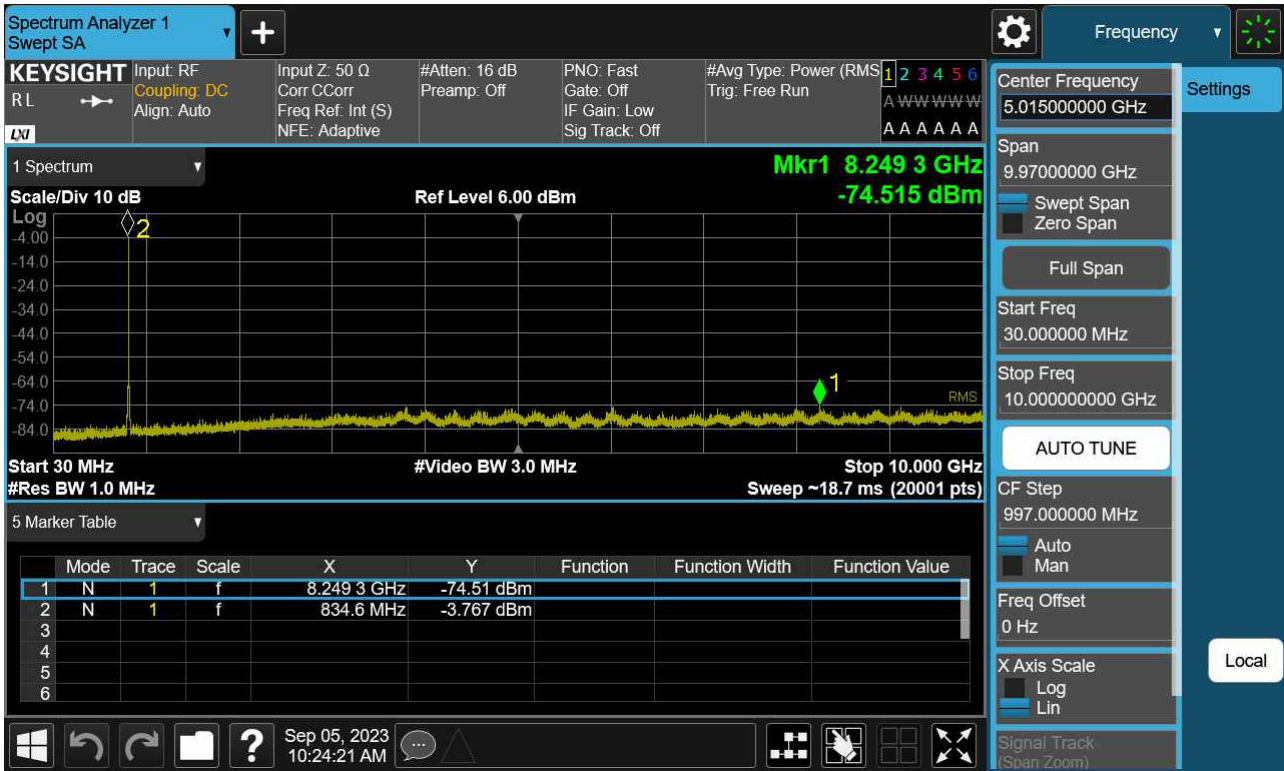 Spectrum Analyzer 1
Swept SA
+
Frequency
KEYSIGHT
R L
LXI
Input: RF
Coupling: DC
Align: Auto
Input Z: 50 Ω
Corr CCorr
Freq Ref: Int (S)
NFE: Adaptive
#Atten: 16 dB
Preamp: Off
PNO: Fast
Gate: Off
IF Gain: Low
Sig Track: Off
#Avg Type: Power (RMS
Trig: Free Run
1 2 3 4 5 6
A W W W W W
A A A A A A
1 Spectrum
Mkr1 8.249 3 GHz
-74.515 dBm
Scale/Div 10 dB
Ref Level 6.00 dBm
Log
2
-4.00
-14.0
-24.0
-34.0
-44.0
-54.0
-64.0
1
RMS
-74.0
-84.0
Start 30 MHz
#Video BW 3.0 MHz
Stop 10.000 GHz
#Res BW 1.0 MHz
Sweep ~18.7 ms (20001 pts)
5 Marker Table
Mode Trace Scale X Y Function Function Width Function Value
1 N 1 f 8.249 3 GHz -74.51 dBm
2 N 1 f 834.6 MHz -3.767 dBm
3
4
5
6
?
Sep 05, 2023
10:24:21 AM
Center Frequency
5.015000000 GHz
Span
9.97000000 GHz
Swept Span
Zero Span
Full Span
Start Freq
30.000000 MHz
Stop Freq
10.000000000 GHz
AUTO TUNE
CF Step
997.000000 MHz
Auto
Man
Freq Offset
0 Hz
X Axis Scale
Log
Lin
Signal Track
(Span Zoom)
Settings
Local